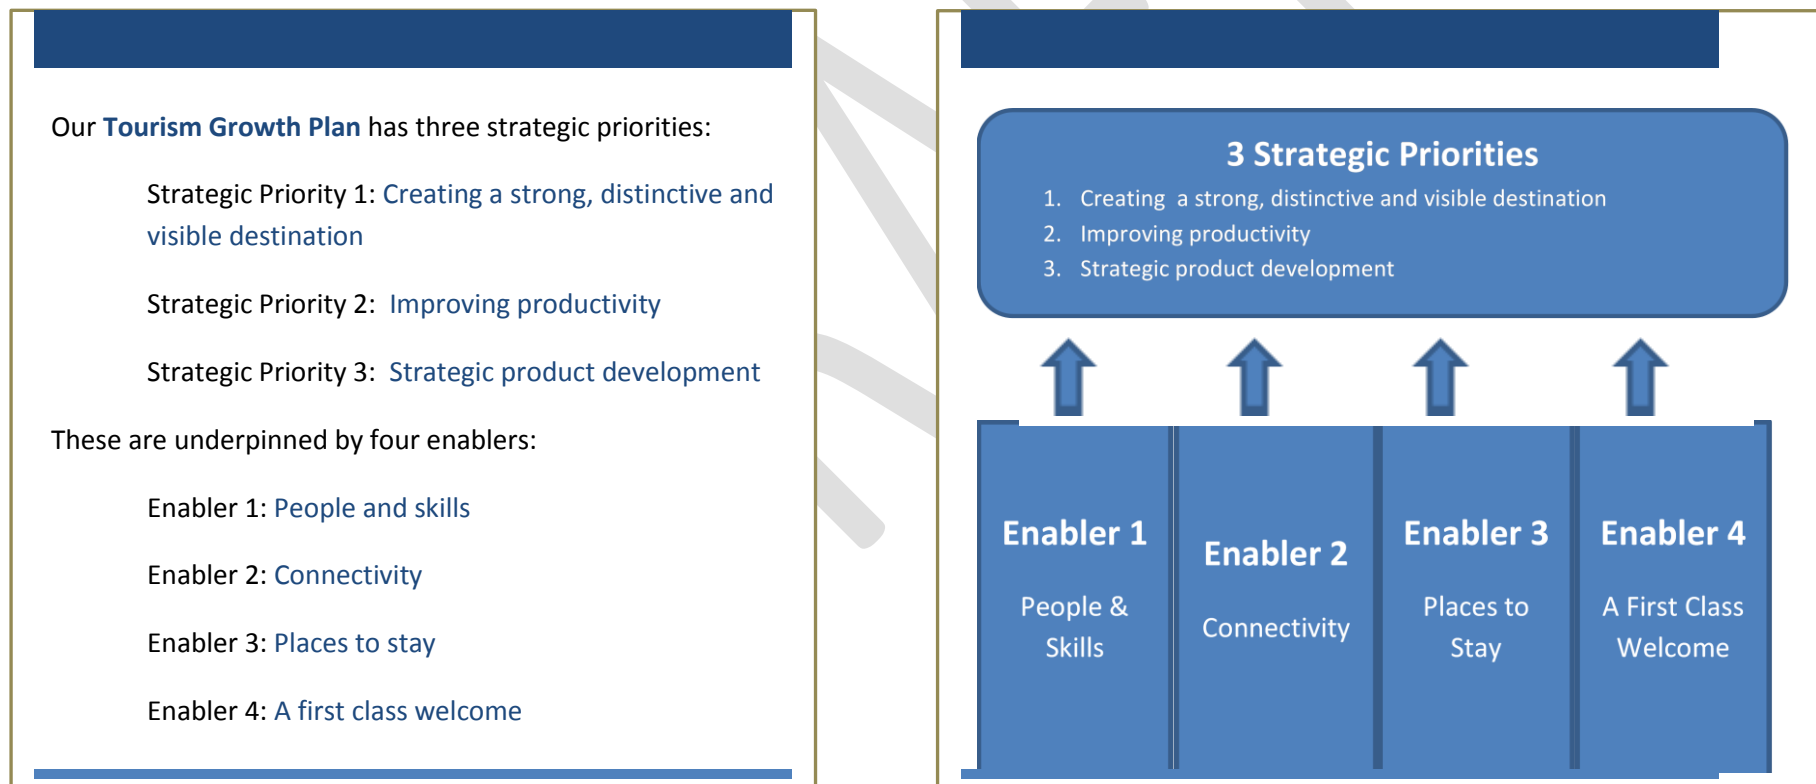 Our Tourism Growth Plan has three strategic priorities:
Strategic Priority 1: Creating a strong, distinctive and
visible destination
Strategic Priority 2: Improving productivity
Strategic Priority 3: Strategic product development
These are underpinned by four enablers:
Enabler 1: People and skills
Enabler 2: Connectivity
Enabler 3: Places to stay
Enabler 4: A first class welcome
3 Strategic Priorities
1. Creating a strong, distinctive and visible destination
2. Improving productivity
3. Strategic product development
Enabler 1
People &
Skills
Enabler 2
Connectivity
Enabler 3
Places to
Stay
Enabler 4
A First Class
Welcome